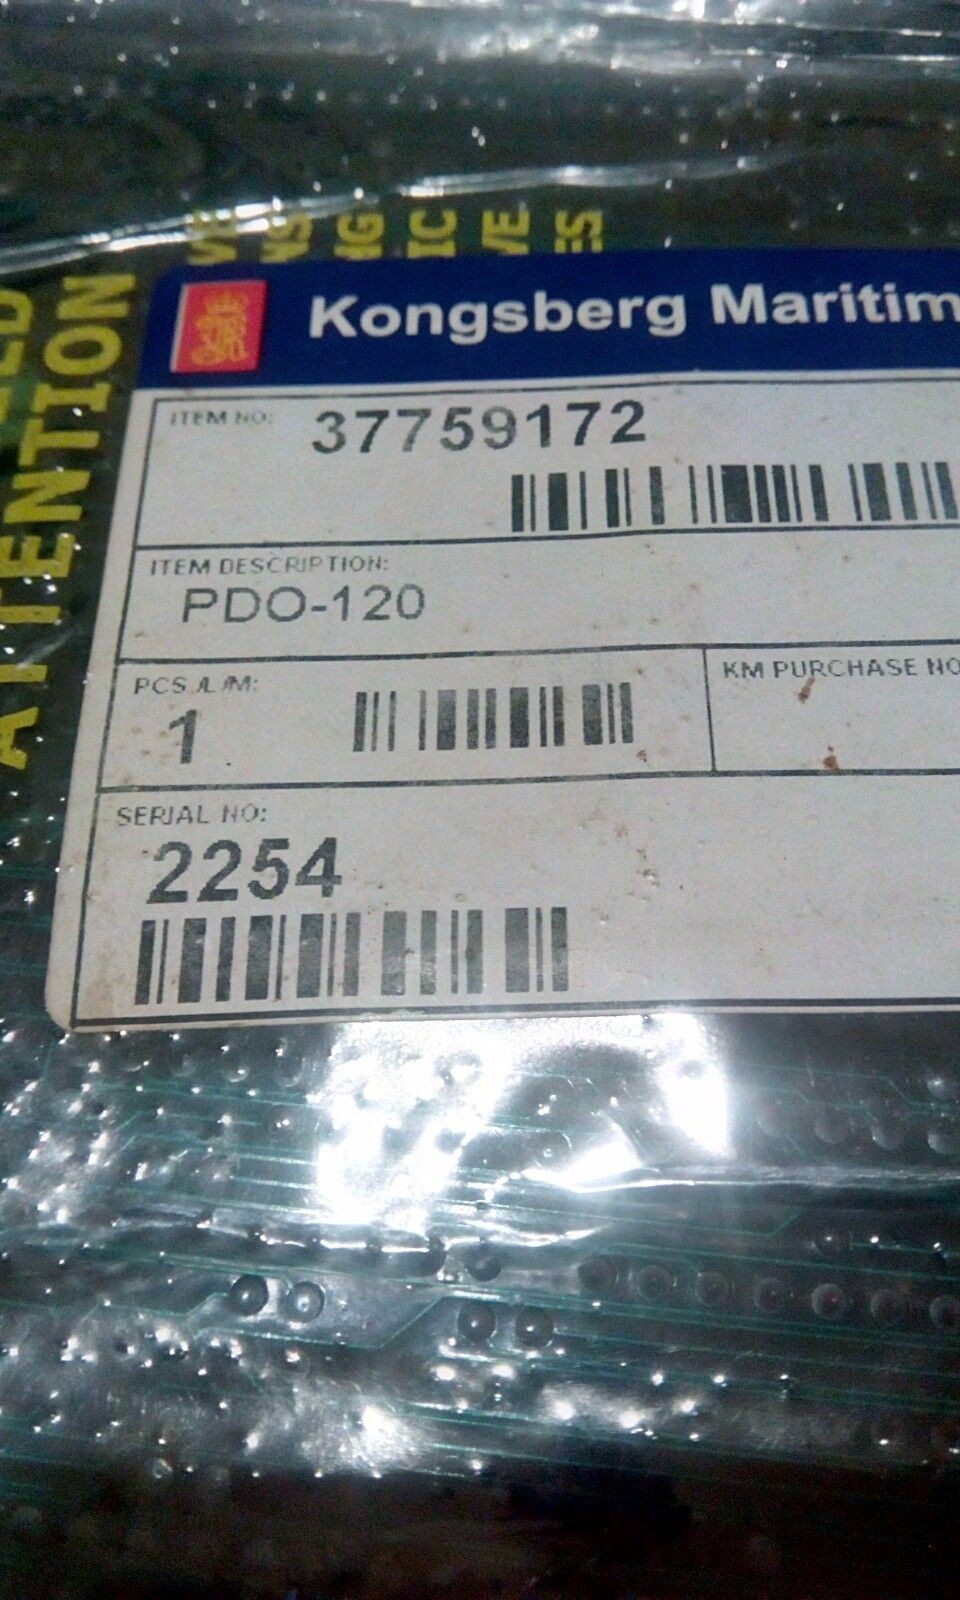 ATTENTION
Kongsberg Maritim
ITEM NO: 37759172
ITEM DESCRIPTION:
PDO-120
PCS./L./M:
1
KM PURCHASE NO
SERIAL NO:
2254